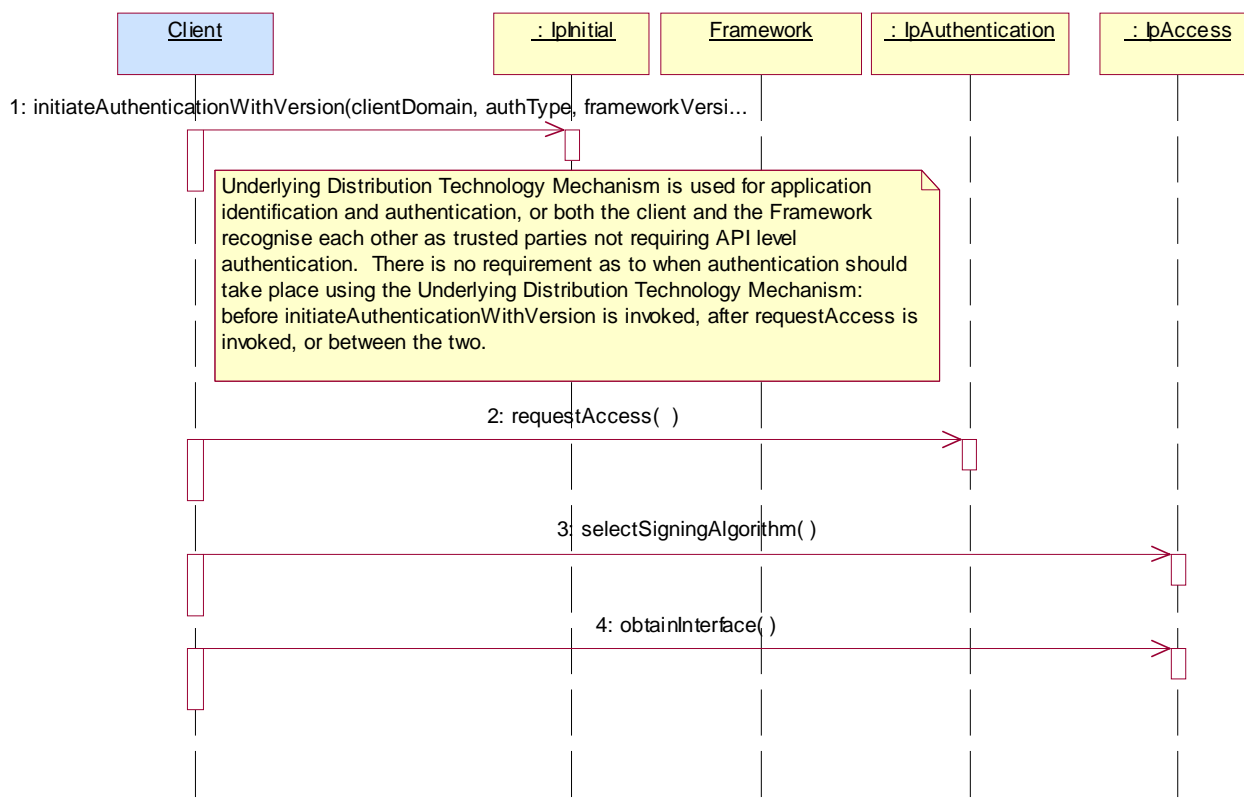 Client
: IpInitial
Framework
: IpAuthentication
: IpAccess
1: initiateAuthenticationWithVersion(clientDomain, authType, frameworkVersi...
Underlying Distribution Technology Mechanism is used for application
identification and authentication, or both the client and the Framework
recognise each other as trusted parties not requiring API level
authentication.  There is no requirement as to when authentication should
take place using the Underlying Distribution Technology Mechanism:
before initiateAuthenticationWithVersion is invoked, after requestAccess is
invoked, or between the two.
2: requestAccess(  )
3: selectSigningAlgorithm( )
4: obtainInterface( )